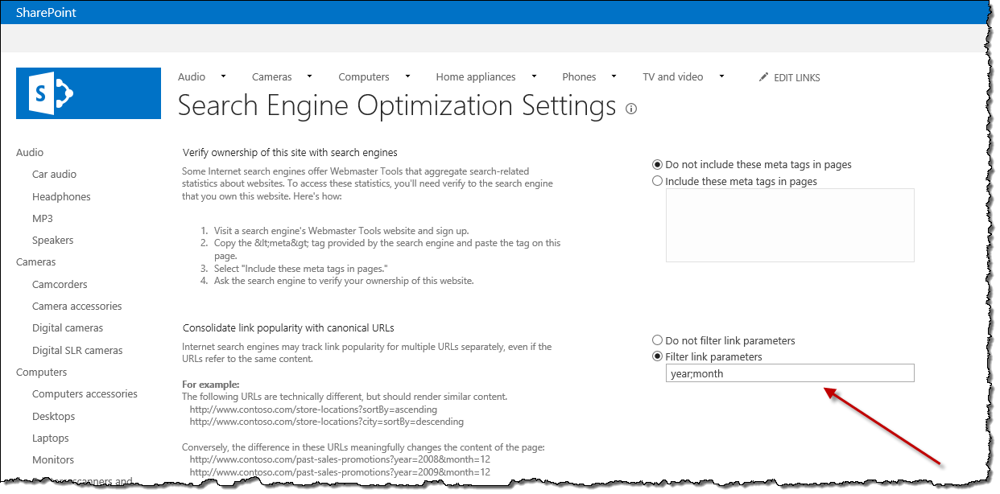 SharePoint
S
Audio Cameras Computers Home appliances Phones TV and video EDIT LINKS
Search Engine Optimization Settings
Audio
Car audio
Headphones
MP3
Speakers
Cameras
Camcorders
Camera accessories
Digital cameras
Digital SLR cameras
Computers
Computers accessories
Desktops
Laptops
Monitors
Verify ownership of this site with search engines
Some Internet search engines offer Webmaster Tools that aggregate search-related
statistics about websites. To access these statistics, you'll need verify to the search engine
that you own this website. Here's how:
1. Visit a search engine's Webmaster Tools website and sign up.
2. Copy the &lt;meta&gt; tag provided by the search engine and paste the tag on this
page.
3. Select "Include these meta tags in pages."
4. Ask the search engine to verify your ownership of this website.
Do not include these meta tags in pages
Include these meta tags in pages
Consolidate link popularity with canonical URLs
Internet search engines may track link popularity for multiple URLs separately, even if the
URLs refer to the same content.
For example:
The following URLs are technically different, but should render similar content.
http://www.contoso.com/store-locations?sortBy=ascending
http://www.contoso.com/store-locations?city=sortBy=descending
Conversely, the difference in these URLs meaningfully changes the content of the page:
http://www.contoso.com/past-sales-promotions?year=2008&month=12
http://www.contoso.com/past-sales-promotions?year=2009&month=12
Do not filter link parameters
Filter link parameters
year;month